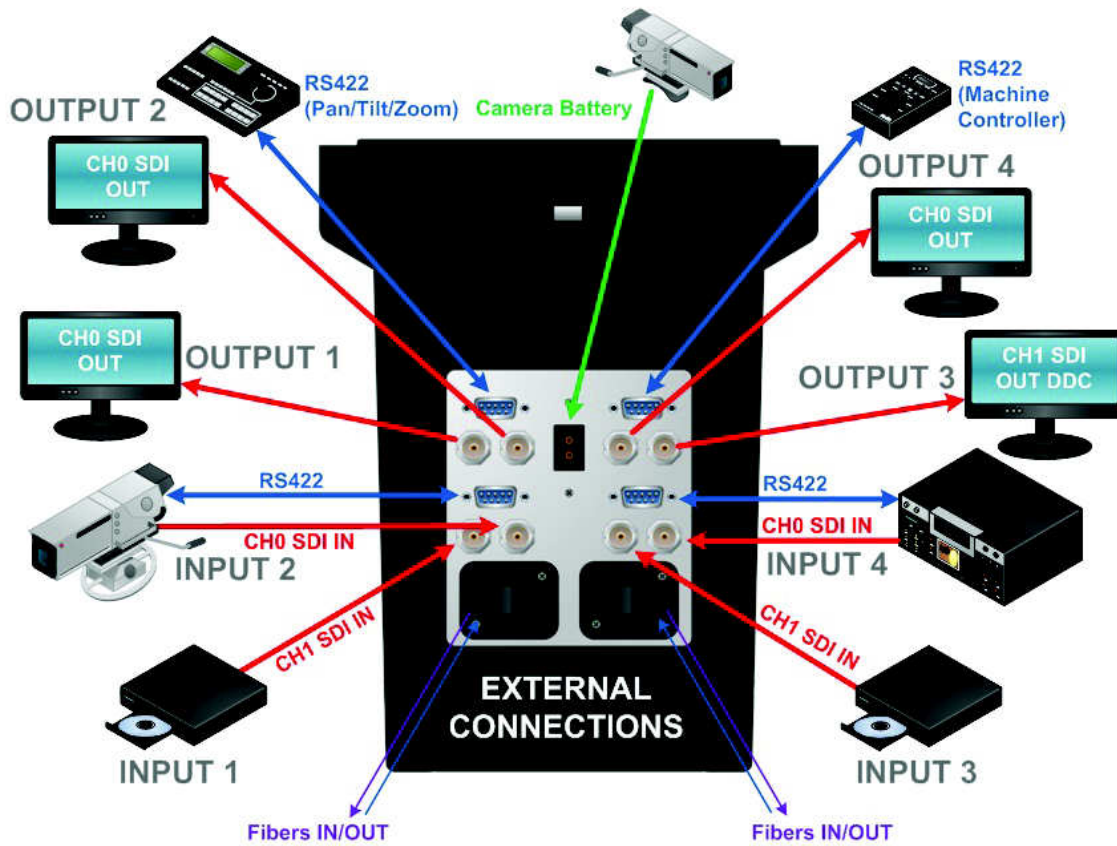 RS422
(Pan/Tilt/Zoom)
Camera Battery
RS422
(Machine
Controller)
OUTPUT 2
CH0 SDI
OUT
OUTPUT 4
CH0 SDI
OUT
CH0 SDI
OUT
OUTPUT 1
OUTPUT 3
CH1 SDI
OUT DDC
RS422
RS422
CH0 SDI IN
CH0 SDI IN
INPUT 2
INPUT 4
CH1 SDI IN
CH1 SDI IN
EXTERNAL
CONNECTIONS
INPUT 1
INPUT 3
Fibers IN/OUT
Fibers IN/OUT